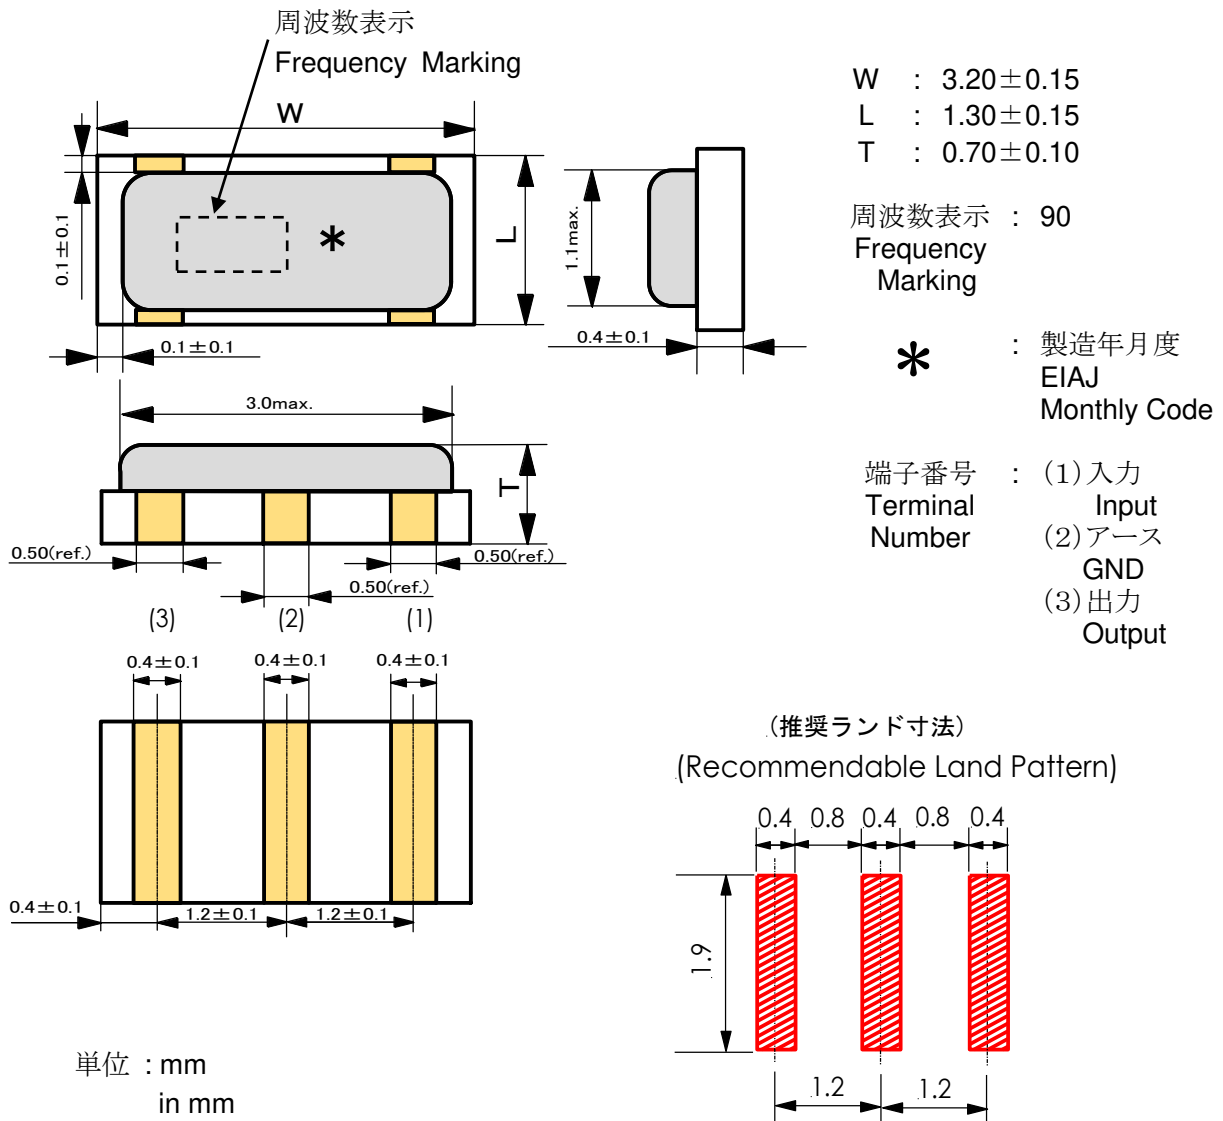 周波数表示
Frequency Marking
W
L
0.1±0.1
0.1±0.1
1.1max.
0.4±0.1
3.0max.
T
0.50(ref.)
0.50(ref.)
0.50(ref.)
(3) (2) (1)
0.4±0.1 0.4±0.1 0.4±0.1
0.4±0.1 1.2±0.1 1.2±0.1
単位 : mm
in mm
W : 3.20±0.15
L : 1.30±0.15
T : 0.70±0.10
周波数表示 : 90
Frequency
Marking
* : 製造年月度
EIAJ
Monthly Code
端子番号 : (1)入力
Terminal Input
Number (2)アース
GND
(3)出力
Output
(推奨ランド寸法)
(Recommendable Land Pattern)
0.4 0.8 0.4 0.8 0.4
1.9
1.2 1.2